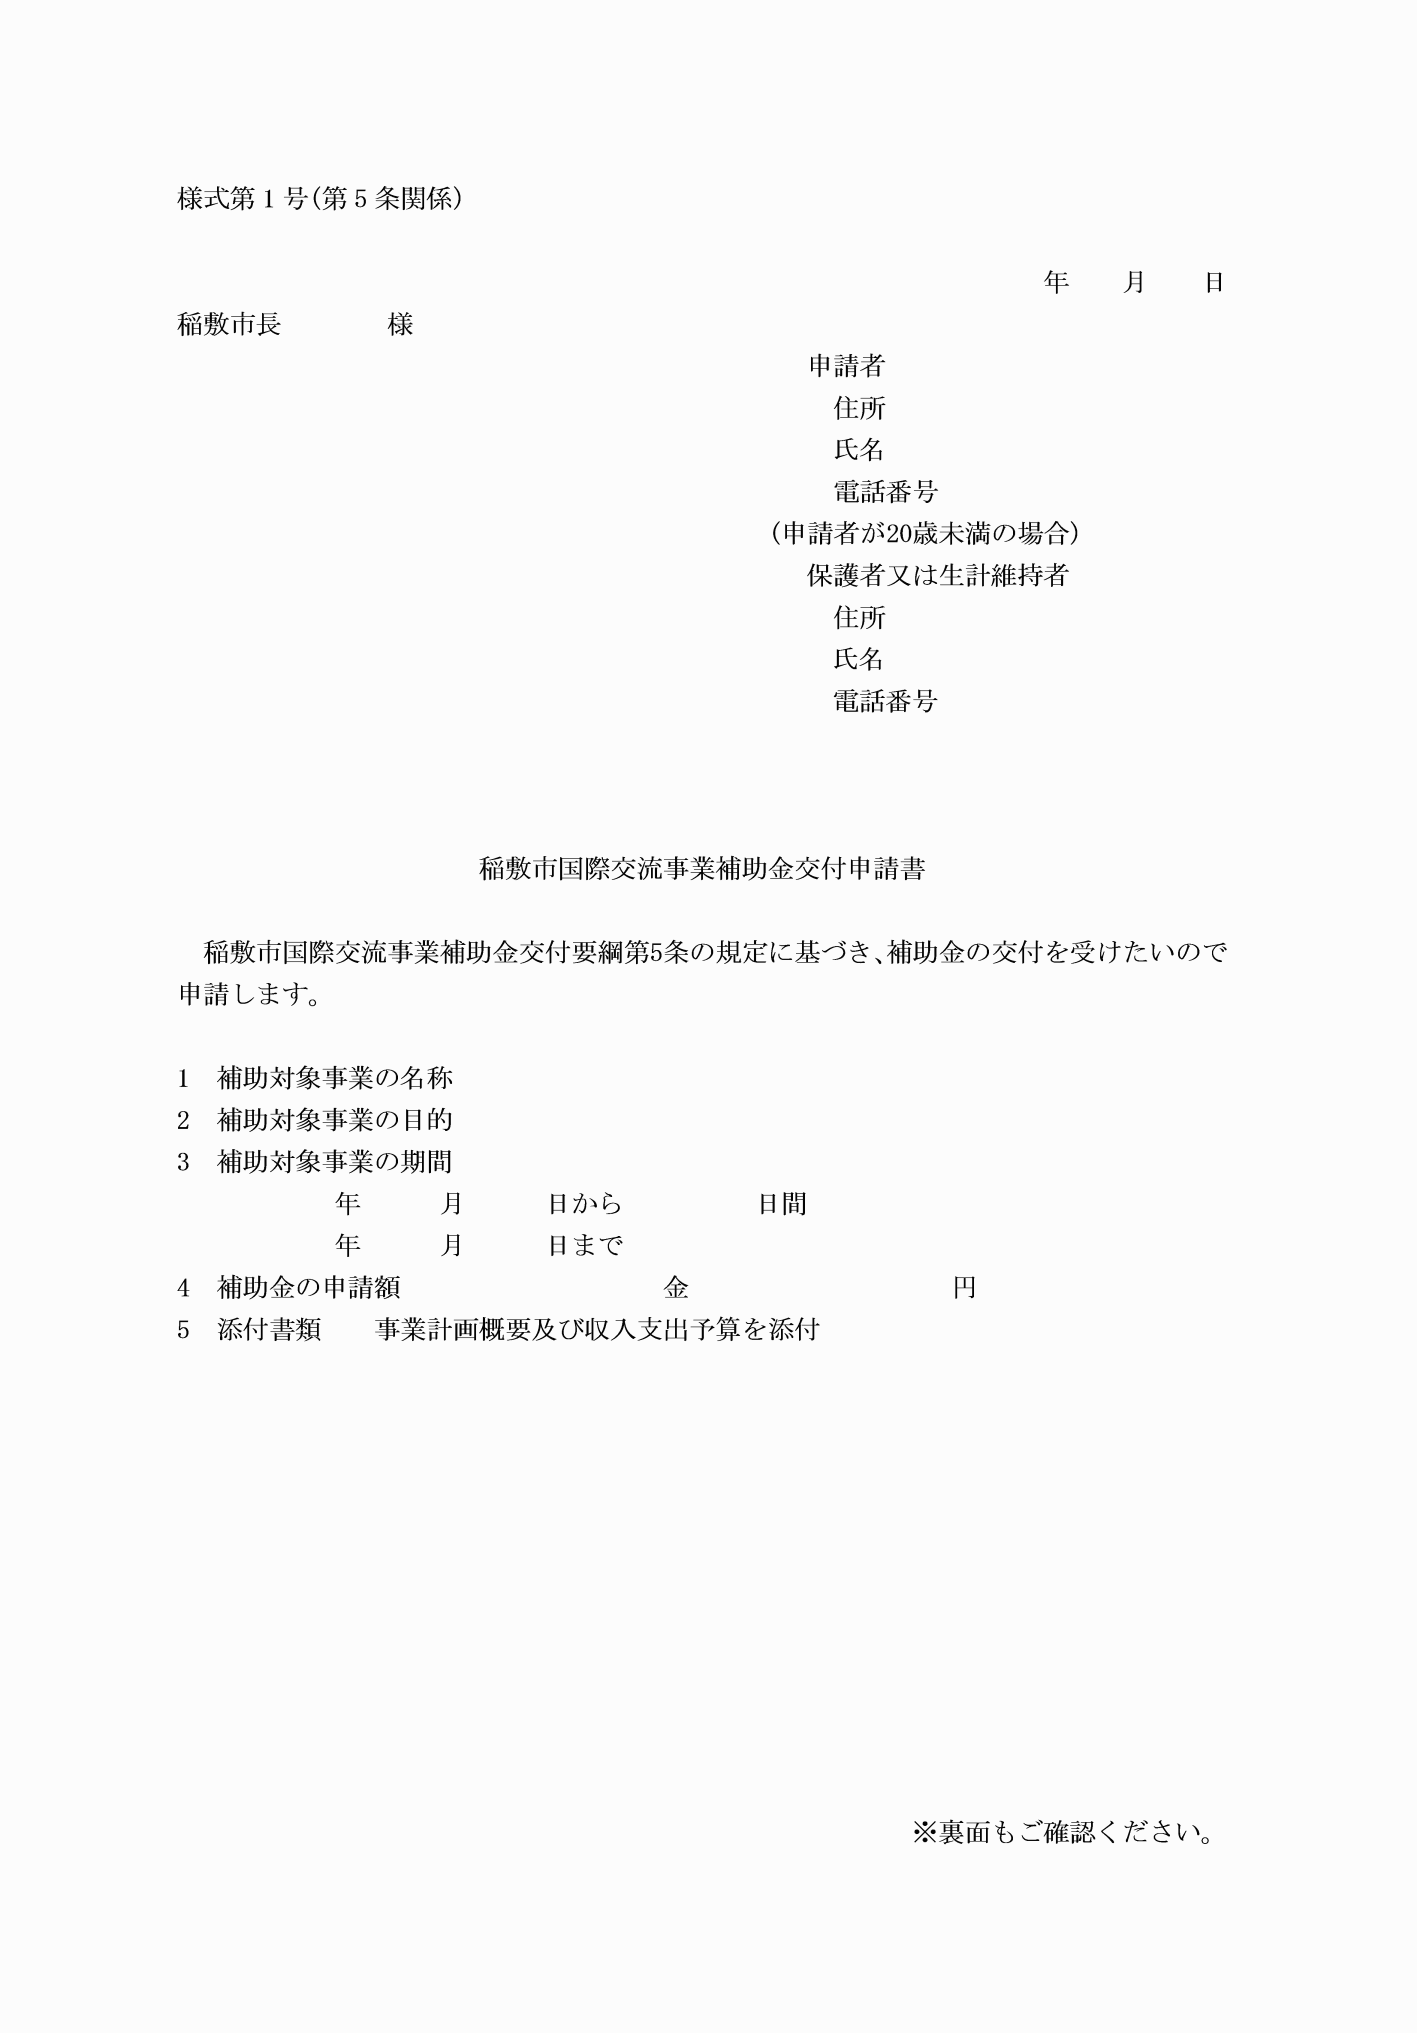 様式第 1 号(第 5 条関係)
年　　月　　日
稲敷市長　　　　様
申請者
住所
氏名
電話番号
(申請者が20歳未満の場合)
保護者又は生計維持者
住所
氏名
電話番号
稲敷市国際交流事業補助金交付申請書
稲敷市国際交流事業補助金交付要綱第5条の規定に基づき、補助金の交付を受けたいので
申請します。
1　補助対象事業の名称
2　補助対象事業の目的
3　補助対象事業の期間
年　　　月　　　日から　　　　　日間
年　　　月　　　日まで
4　補助金の申請額　　　　　　　　　　金　　　　　　　　　　円
5　添付書類　　事業計画概要及び収入支出予算を添付
※裏面もご確認ください。